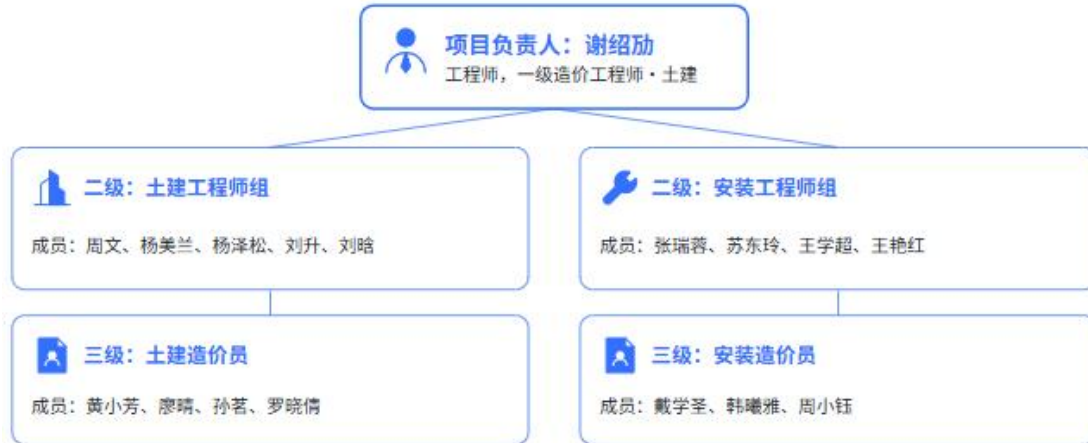 项目负责人：谢绍劢
工程师，一级造价工程师·土建
二级：土建工程师组
成员：周文、杨美兰、杨泽松、刘升、刘晗
二级：安装工程师组
成员：张瑞蓉、苏东玲、王学超、王艳红
三级：土建造价员
成员：黄小芳、廖晴、孙茗、罗晓倩
三级：安装造价员
成员：戴学圣、韩曦雅、周小钰